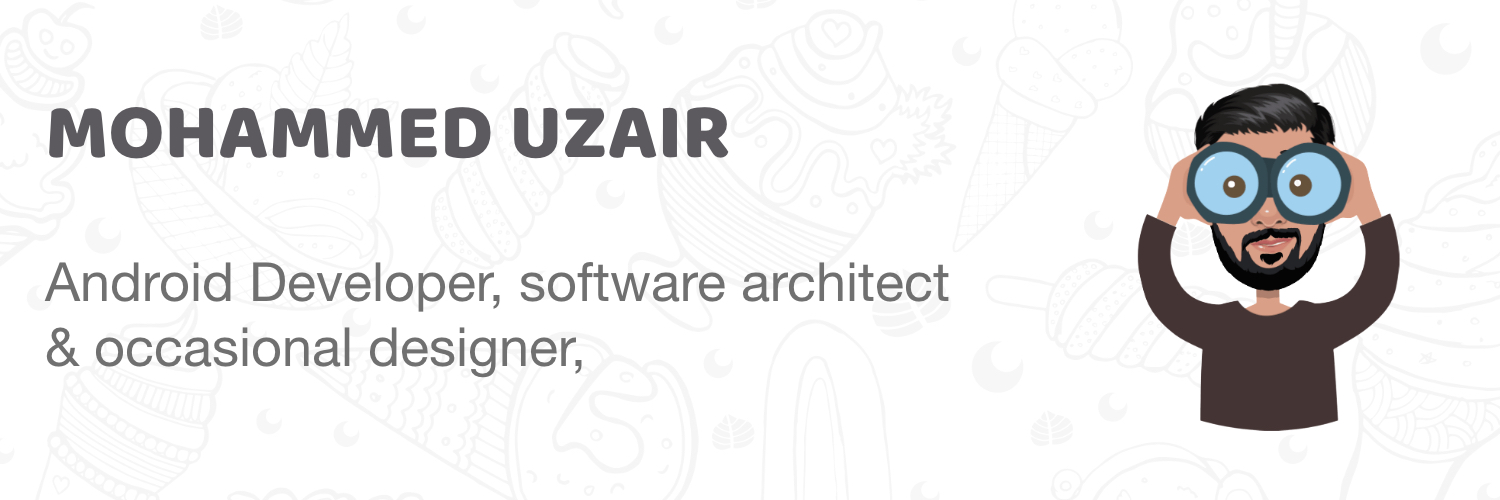 MOHAMMED UZAIR
Android Developer, software architect
& occasional designer,